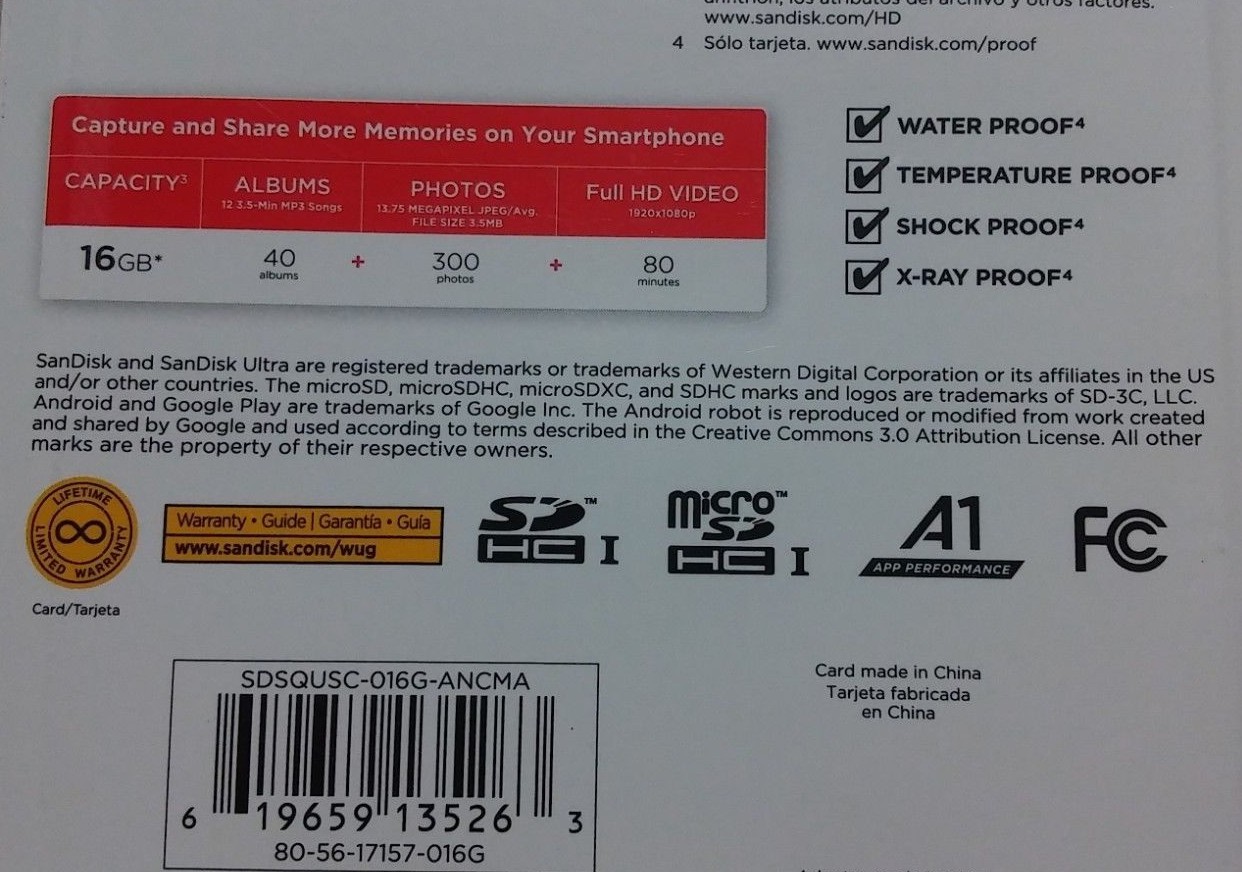 www.sandisk.com/HD
4 Sólo tarjeta. www.sandisk.com/proof
Capture and Share More Memories on Your Smartphone
CAPACITY³
ALBUMS
12 3.5-Min MP3 Songs
PHOTOS
13.75 MEGAPIXEL JPEG/Avg.
FILE SIZE 3.5MB
Full HD VIDEO
1920x1080p
16GB*
40
albums
+
300
photos
+
80
minutes
WATER PROOF⁴
TEMPERATURE PROOF⁴
SHOCK PROOF⁴
X-RAY PROOF⁴
SanDisk and SanDisk Ultra are registered trademarks or trademarks of Western Digital Corporation or its affiliates in the US
and/or other countries. The microSD, microSDHC, microSDXC, and SDHC marks and logos are trademarks of SD-3C, LLC.
Android and Google Play are trademarks of Google Inc. The Android robot is reproduced or modified from work created
and shared by Google and used according to terms described in the Creative Commons 3.0 Attribution License. All other
marks are the property of their respective owners.
LIFETIME
LIMITED WARRANTY
Card/Tarjeta
Warranty • Guide | Garantía • Guía
www.sandisk.com/wug
SD™
HC I
micro™
SD
HC I
A1
APP PERFORMANCE
FC
SDSQUSC-016G-ANCMA
6 19659 13526 3
80-56-17157-016G
Card made in China
Tarjeta fabricada
en China